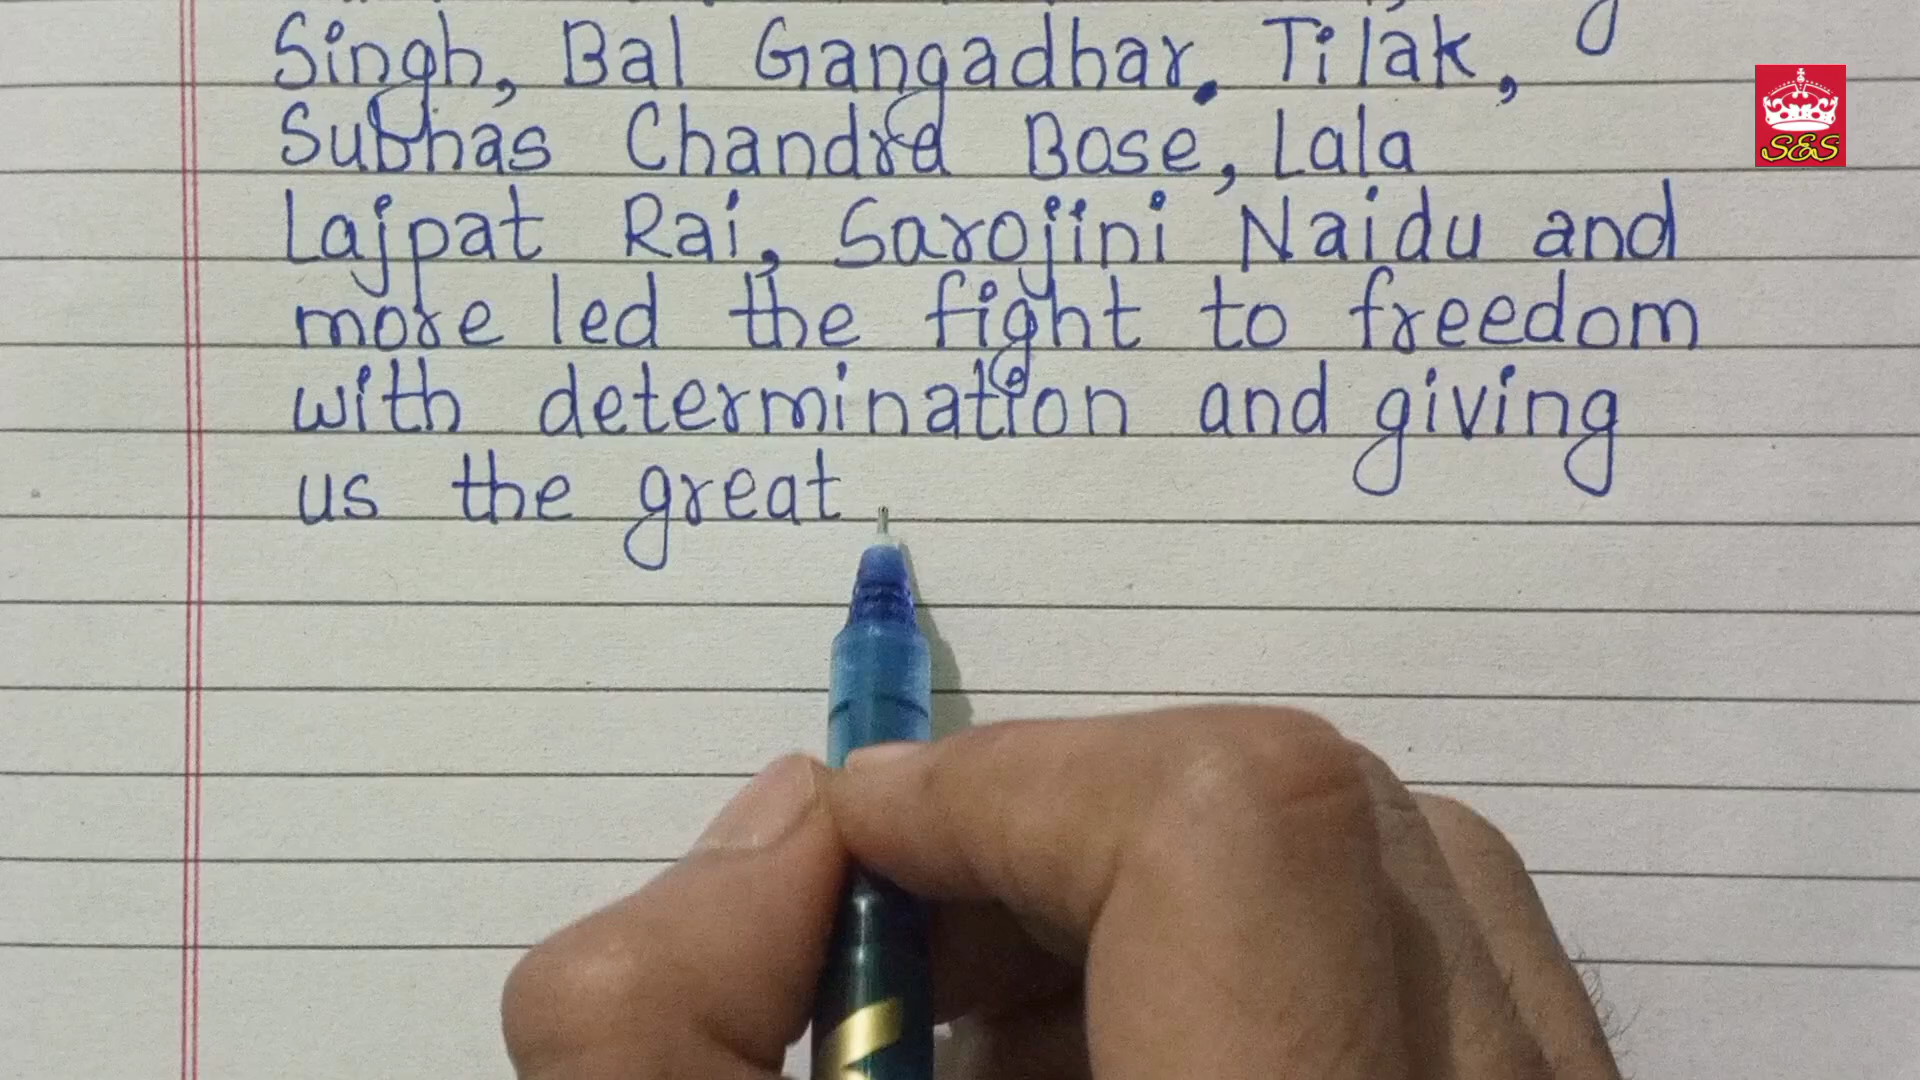 Singh, Bal Gangadhar. Tilak,
Subhas Chandra Bose, Lala
Lajpat Rai, Sarojini Naidu and
more led the fight to freedom
with determination and giving
us the great
S&S